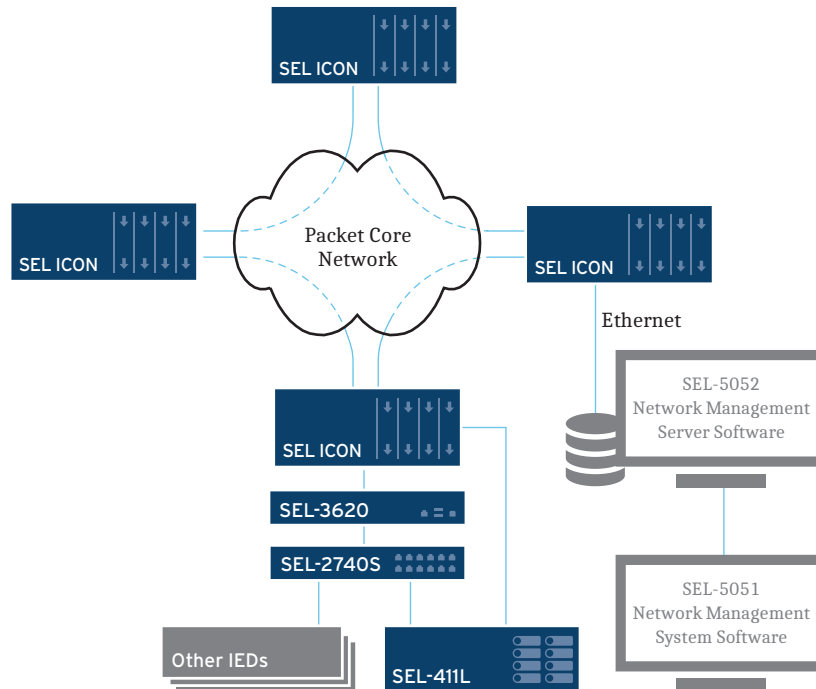 SEL ICON
Packet Core
Network
SEL ICON
SEL ICON
Ethernet
SEL-5052
Network Management
Server Software
SEL ICON
SEL-3620
SEL-2740S
SEL-5051
Network Management
System Software
Other IEDs
SEL-411L